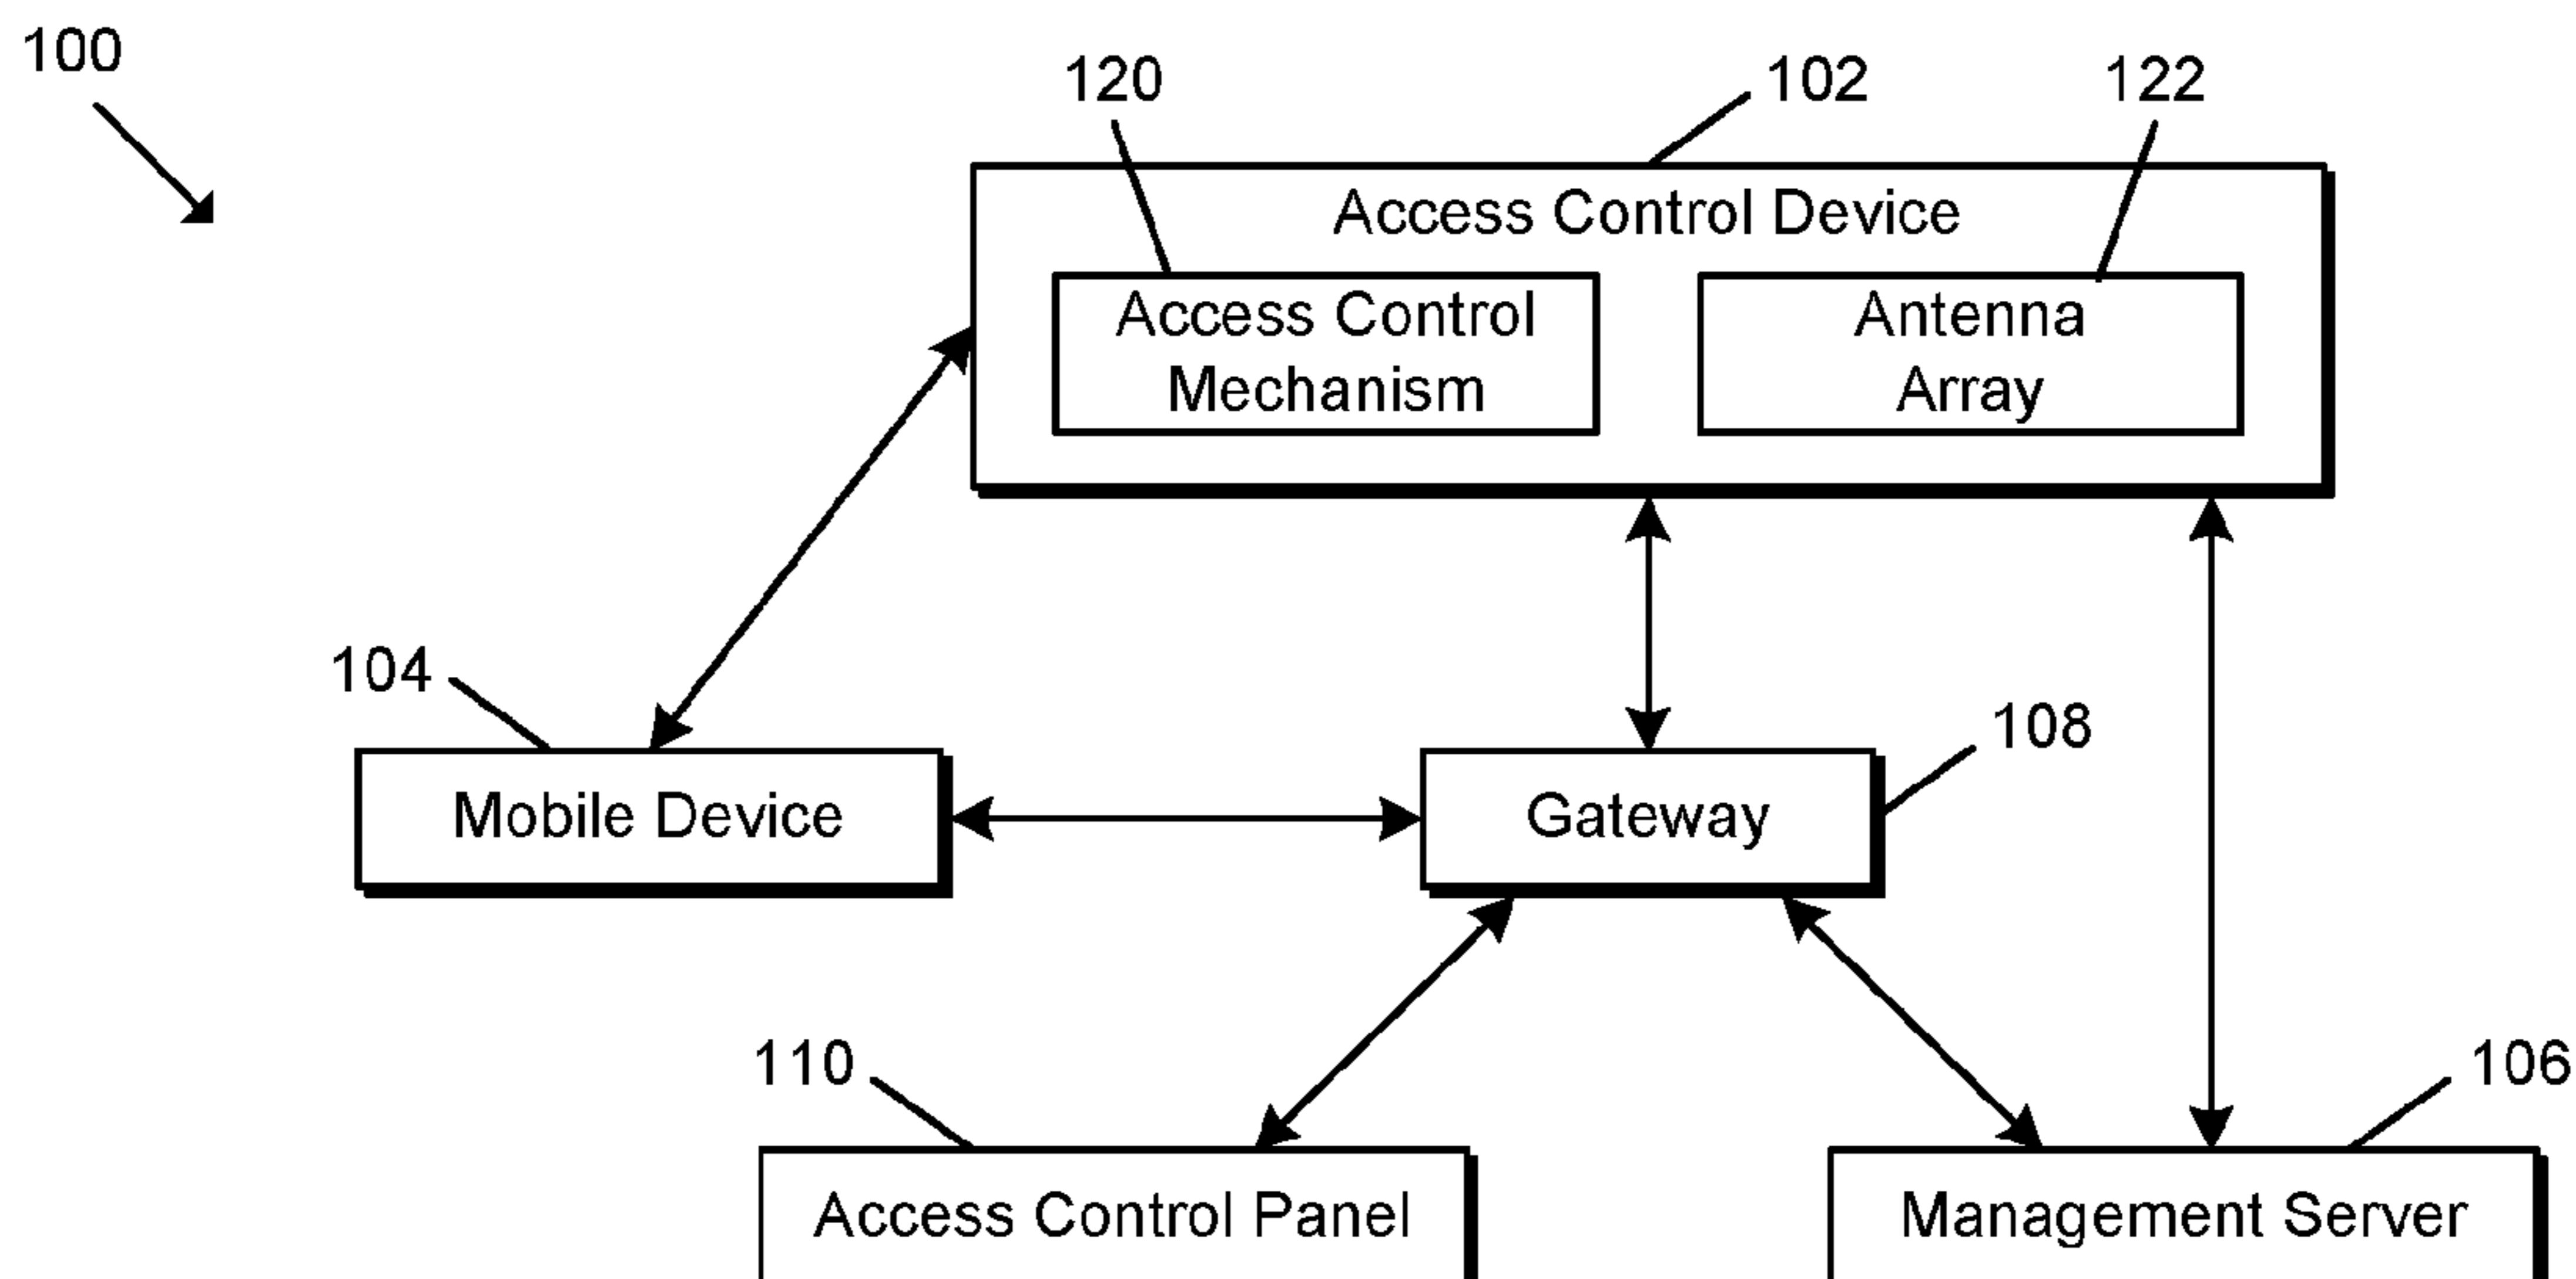 100
120
102
122
Access Control Device
Access Control
Mechanism
Antenna
Array
104
108
Mobile Device
Gateway
110
106
Access Control Panel
Management Server